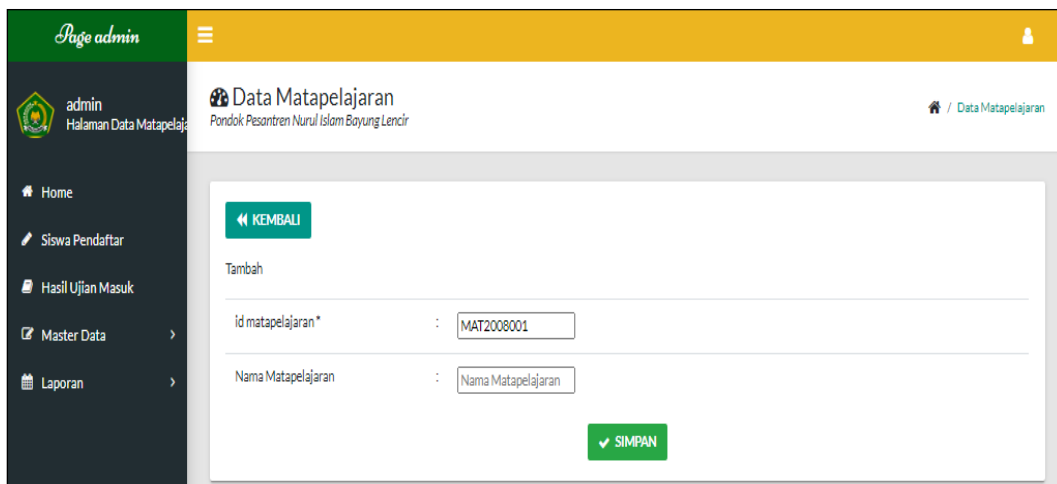 Page admin
admin
Halaman Data Matapelaja
Home
Siswa Pendaftar
Hasil Ujian Masuk
Master Data
Laporan
Data Matapelajaran
Pondok Pesantren Nurul Islam Bayung Lencir
/ Data Matapelajaran
KEMBALI
Tambah
id matapelajaran * : MAT2008001
Nama Matapelajaran : Nama Matapelajaran
SIMPAN